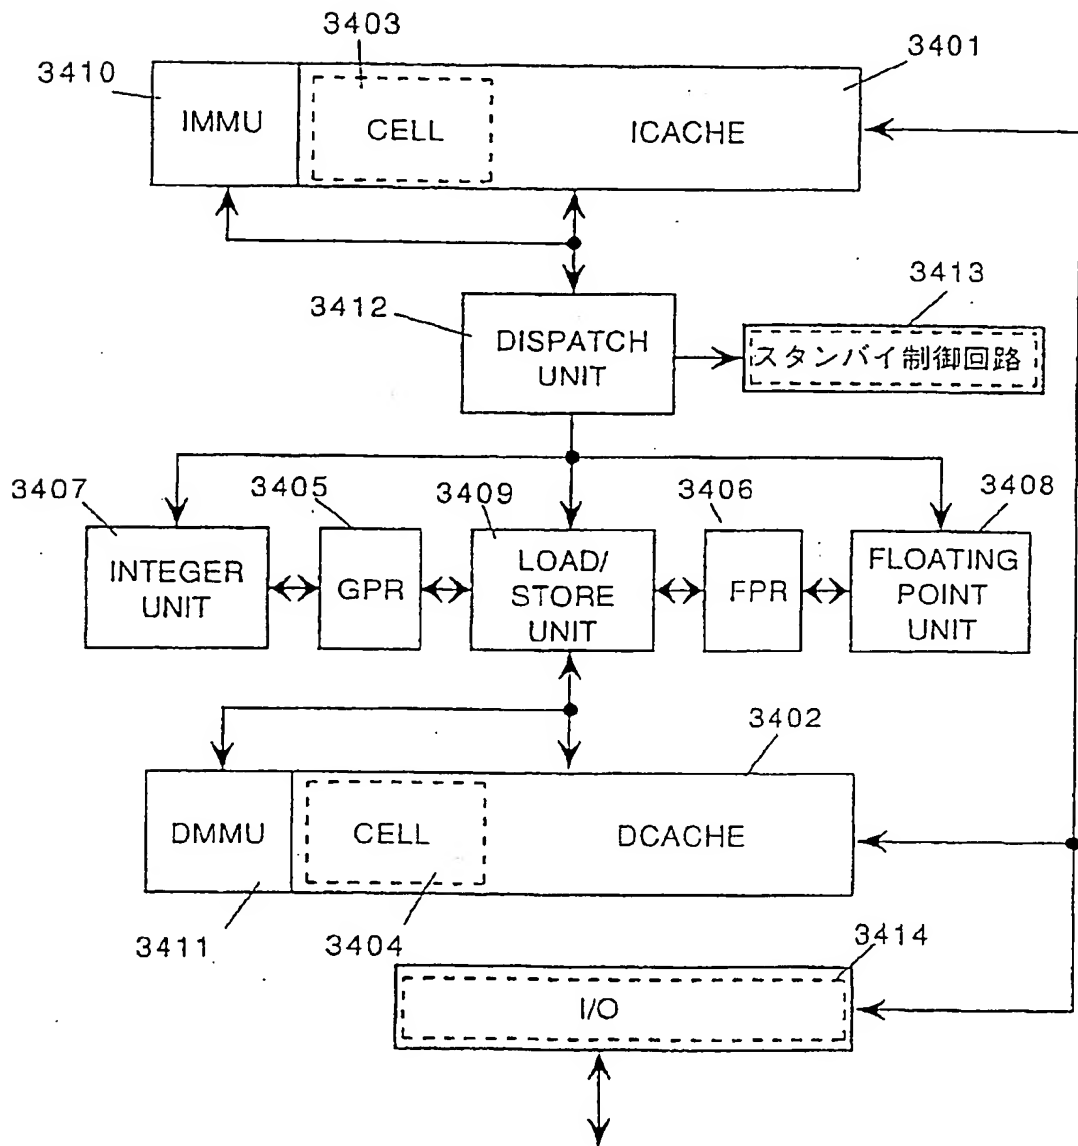 3403
3401
3410
IMMU
CELL
ICACHE
3413
3412
DISPATCH
UNIT
スタンバイ制御回路
3407
3405
3409
3406
3408
INTEGER
UNIT
GPR
LOAD/
STORE
UNIT
FPR
FLOATING
POINT
UNIT
3402
DMMU
CELL
DCACHE
3411
3404
3414
I/O